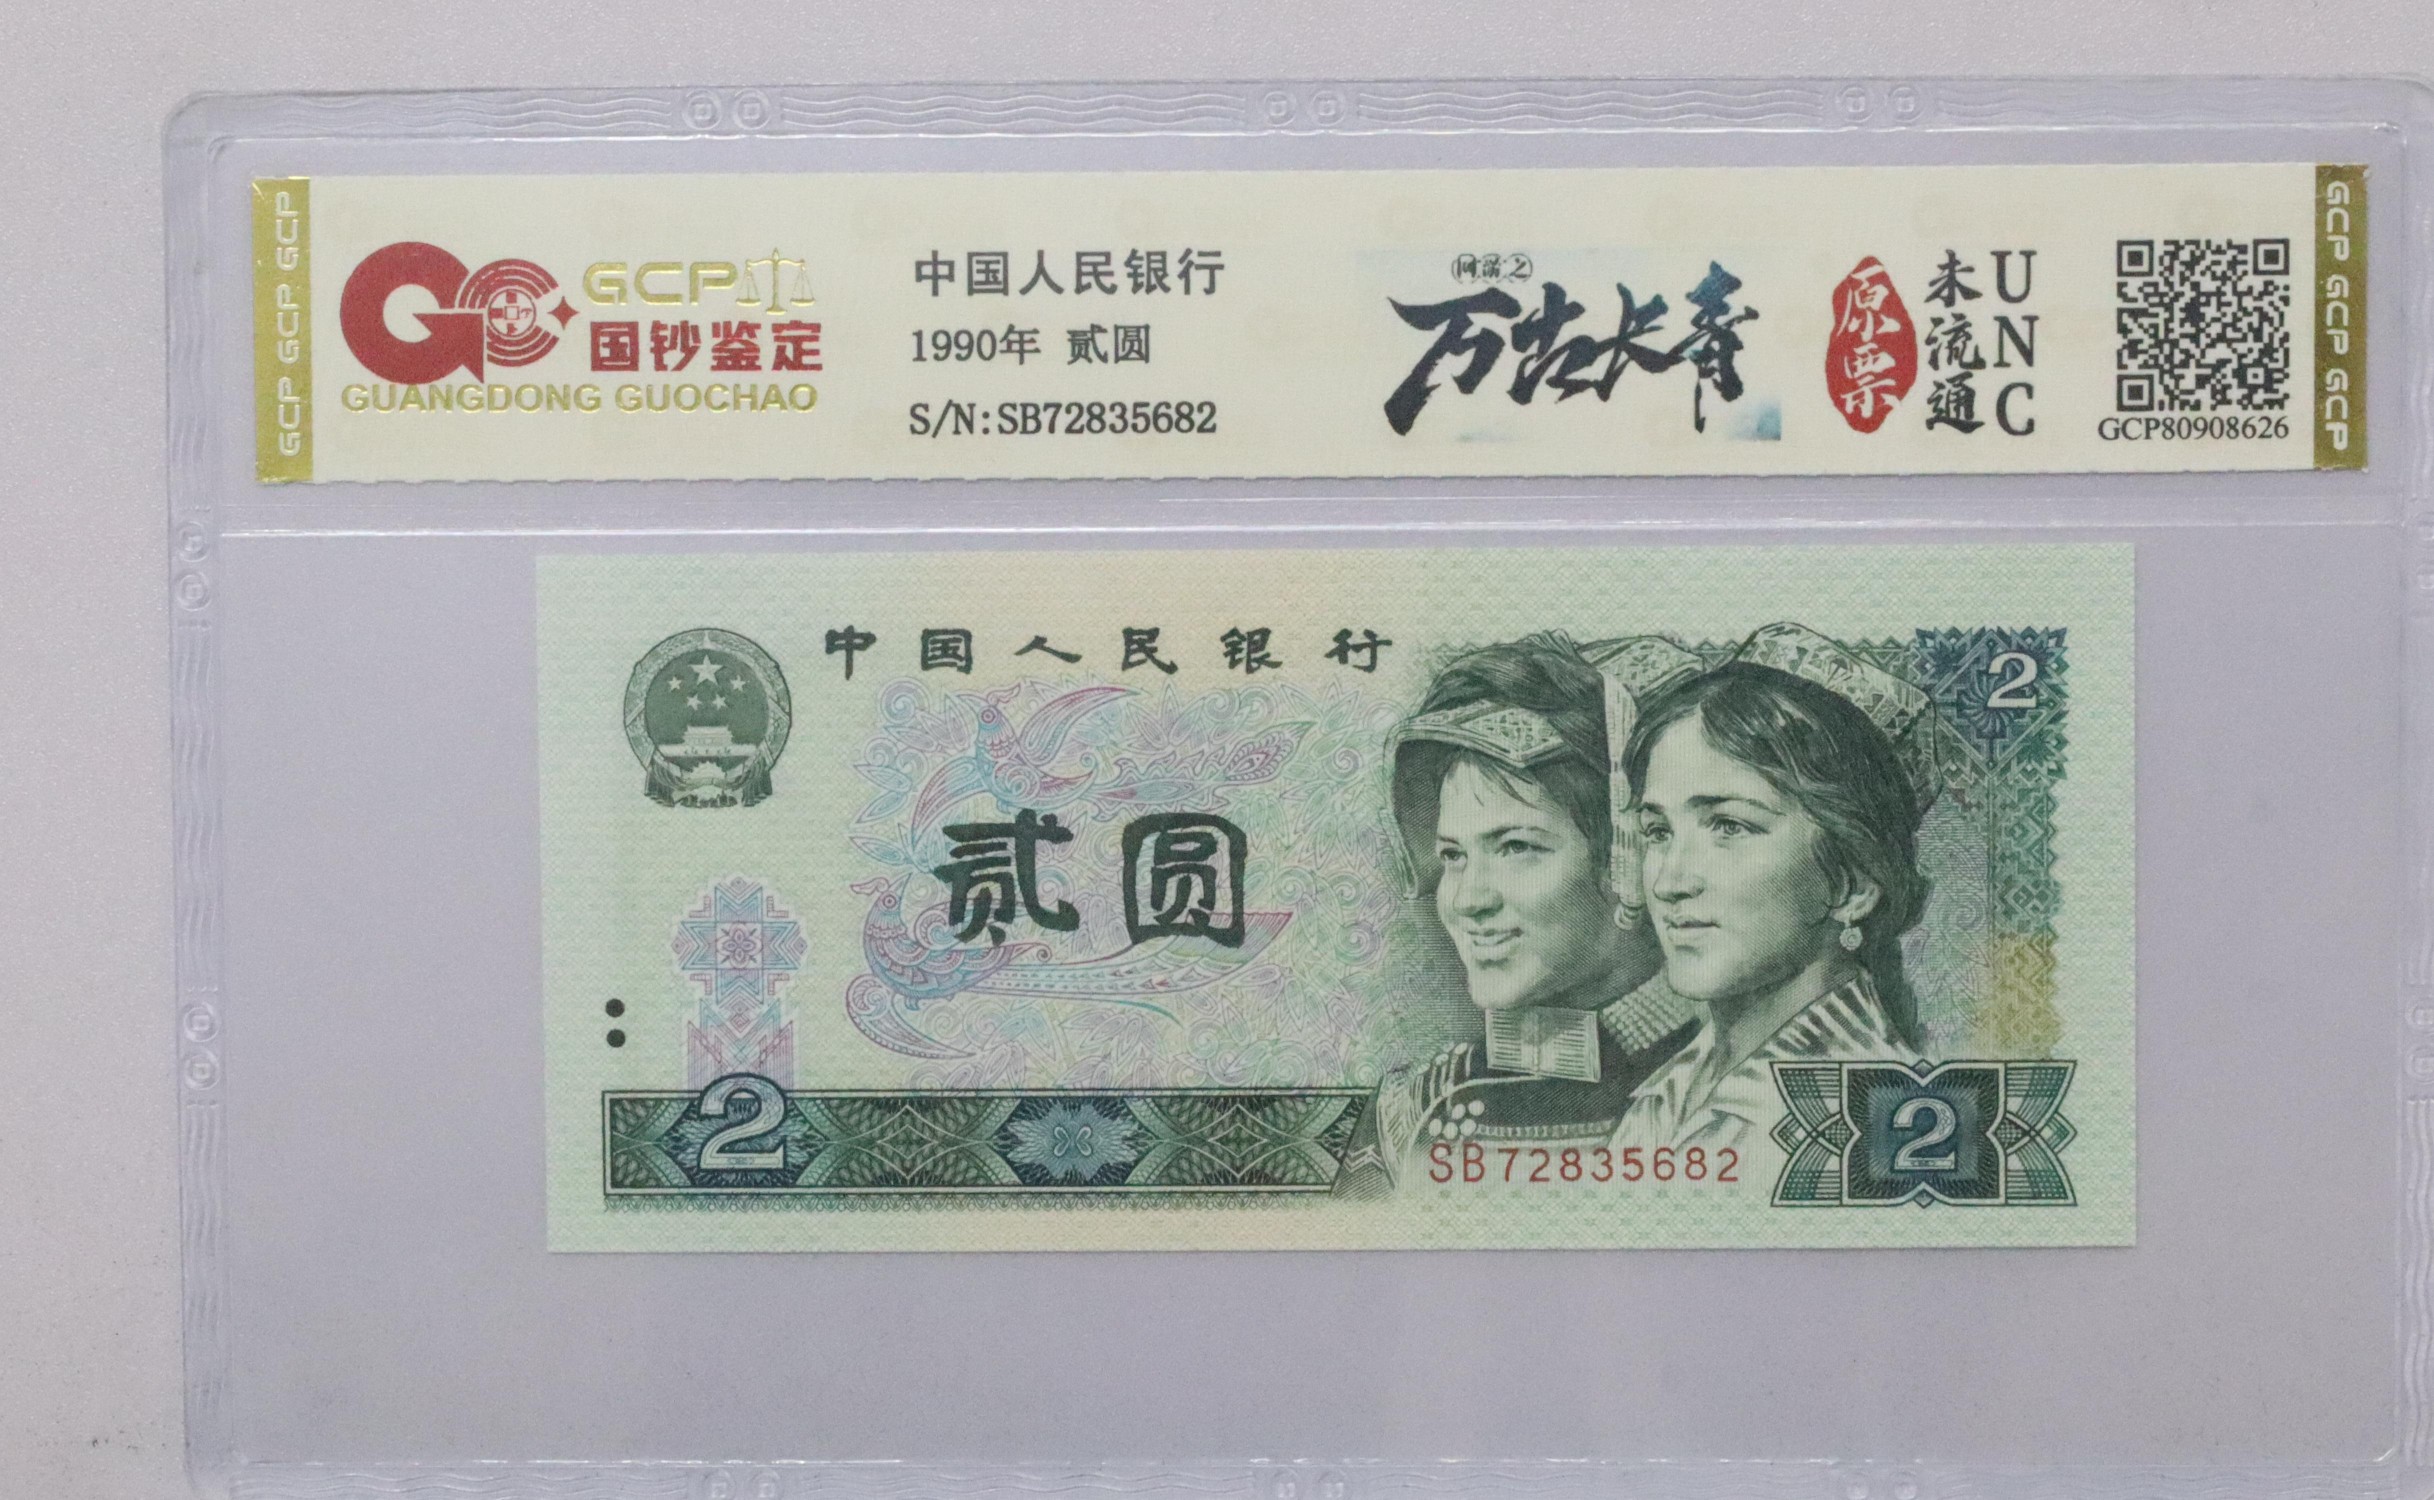 GCP GCP GCP
GCP
国钞鉴定
GUANGDONG GUOCHAO
中国人民银行
1990年 贰圆
S/N:SB72835682
万古长青
原票
未流通
UNC
GCP80908626
GCP GCP GCP GCP
中国人民银行
贰圆
2
2
2
SB72835682